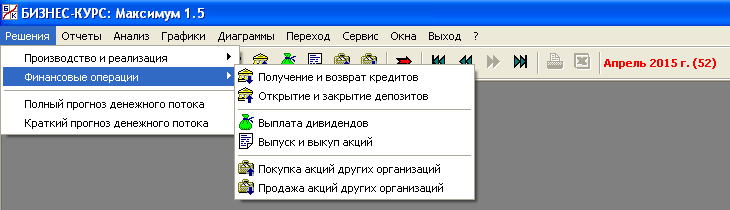 БИЗНЕС-КУРС: Максимум 1.5
Решения Отчеты Анализ Графики Диаграммы Переход Сервис Окна Выход ?
Апрель 2015 г. (52)
Производство и реализация
Финансовые операции
Полный прогноз денежного потока
Краткий прогноз денежного потока
Получение и возврат кредитов
Открытие и закрытие депозитов
Выплата дивидендов
Выпуск и выкуп акций
Покупка акций других организаций
Продажа акций других организаций